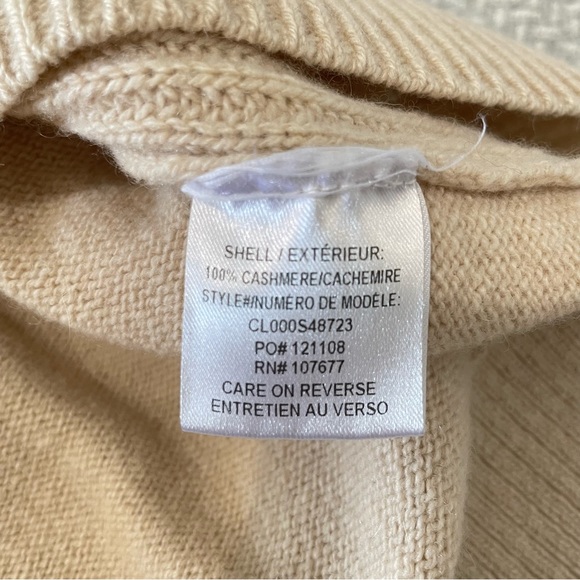 SHELL / EXTÉRIEUR:
100% CASHMERE/CACHEMIRE
STYLE#/NUMÉRO DE MODÈLE:
CL000S48723
PO# 121108
RN# 107677
CARE ON REVERSE
ENTRETIEN AU VERSO